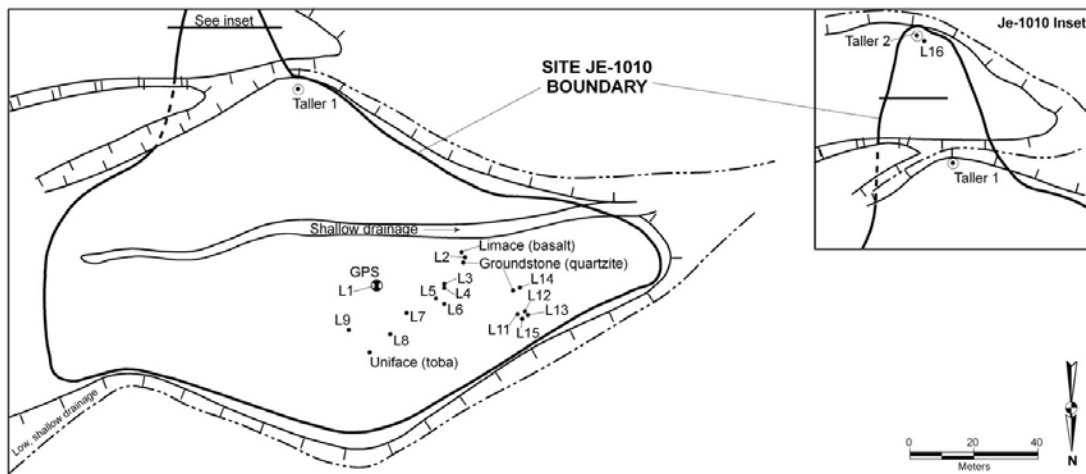 See inset
Taller 1
SITE JE-1010
BOUNDARY
Shallow drainage
Limace (basalt)
L2
Groundstone (quartzite)
GPS
L1
L3
L4
L5
L6
L14
L12
L13
L11
L15
L7
L9
L8
Uniface (toba)
Low, shallow drainage
Je-1010 Inset
Taller 2
L16
Taller 1
0 20 40
Meters
N